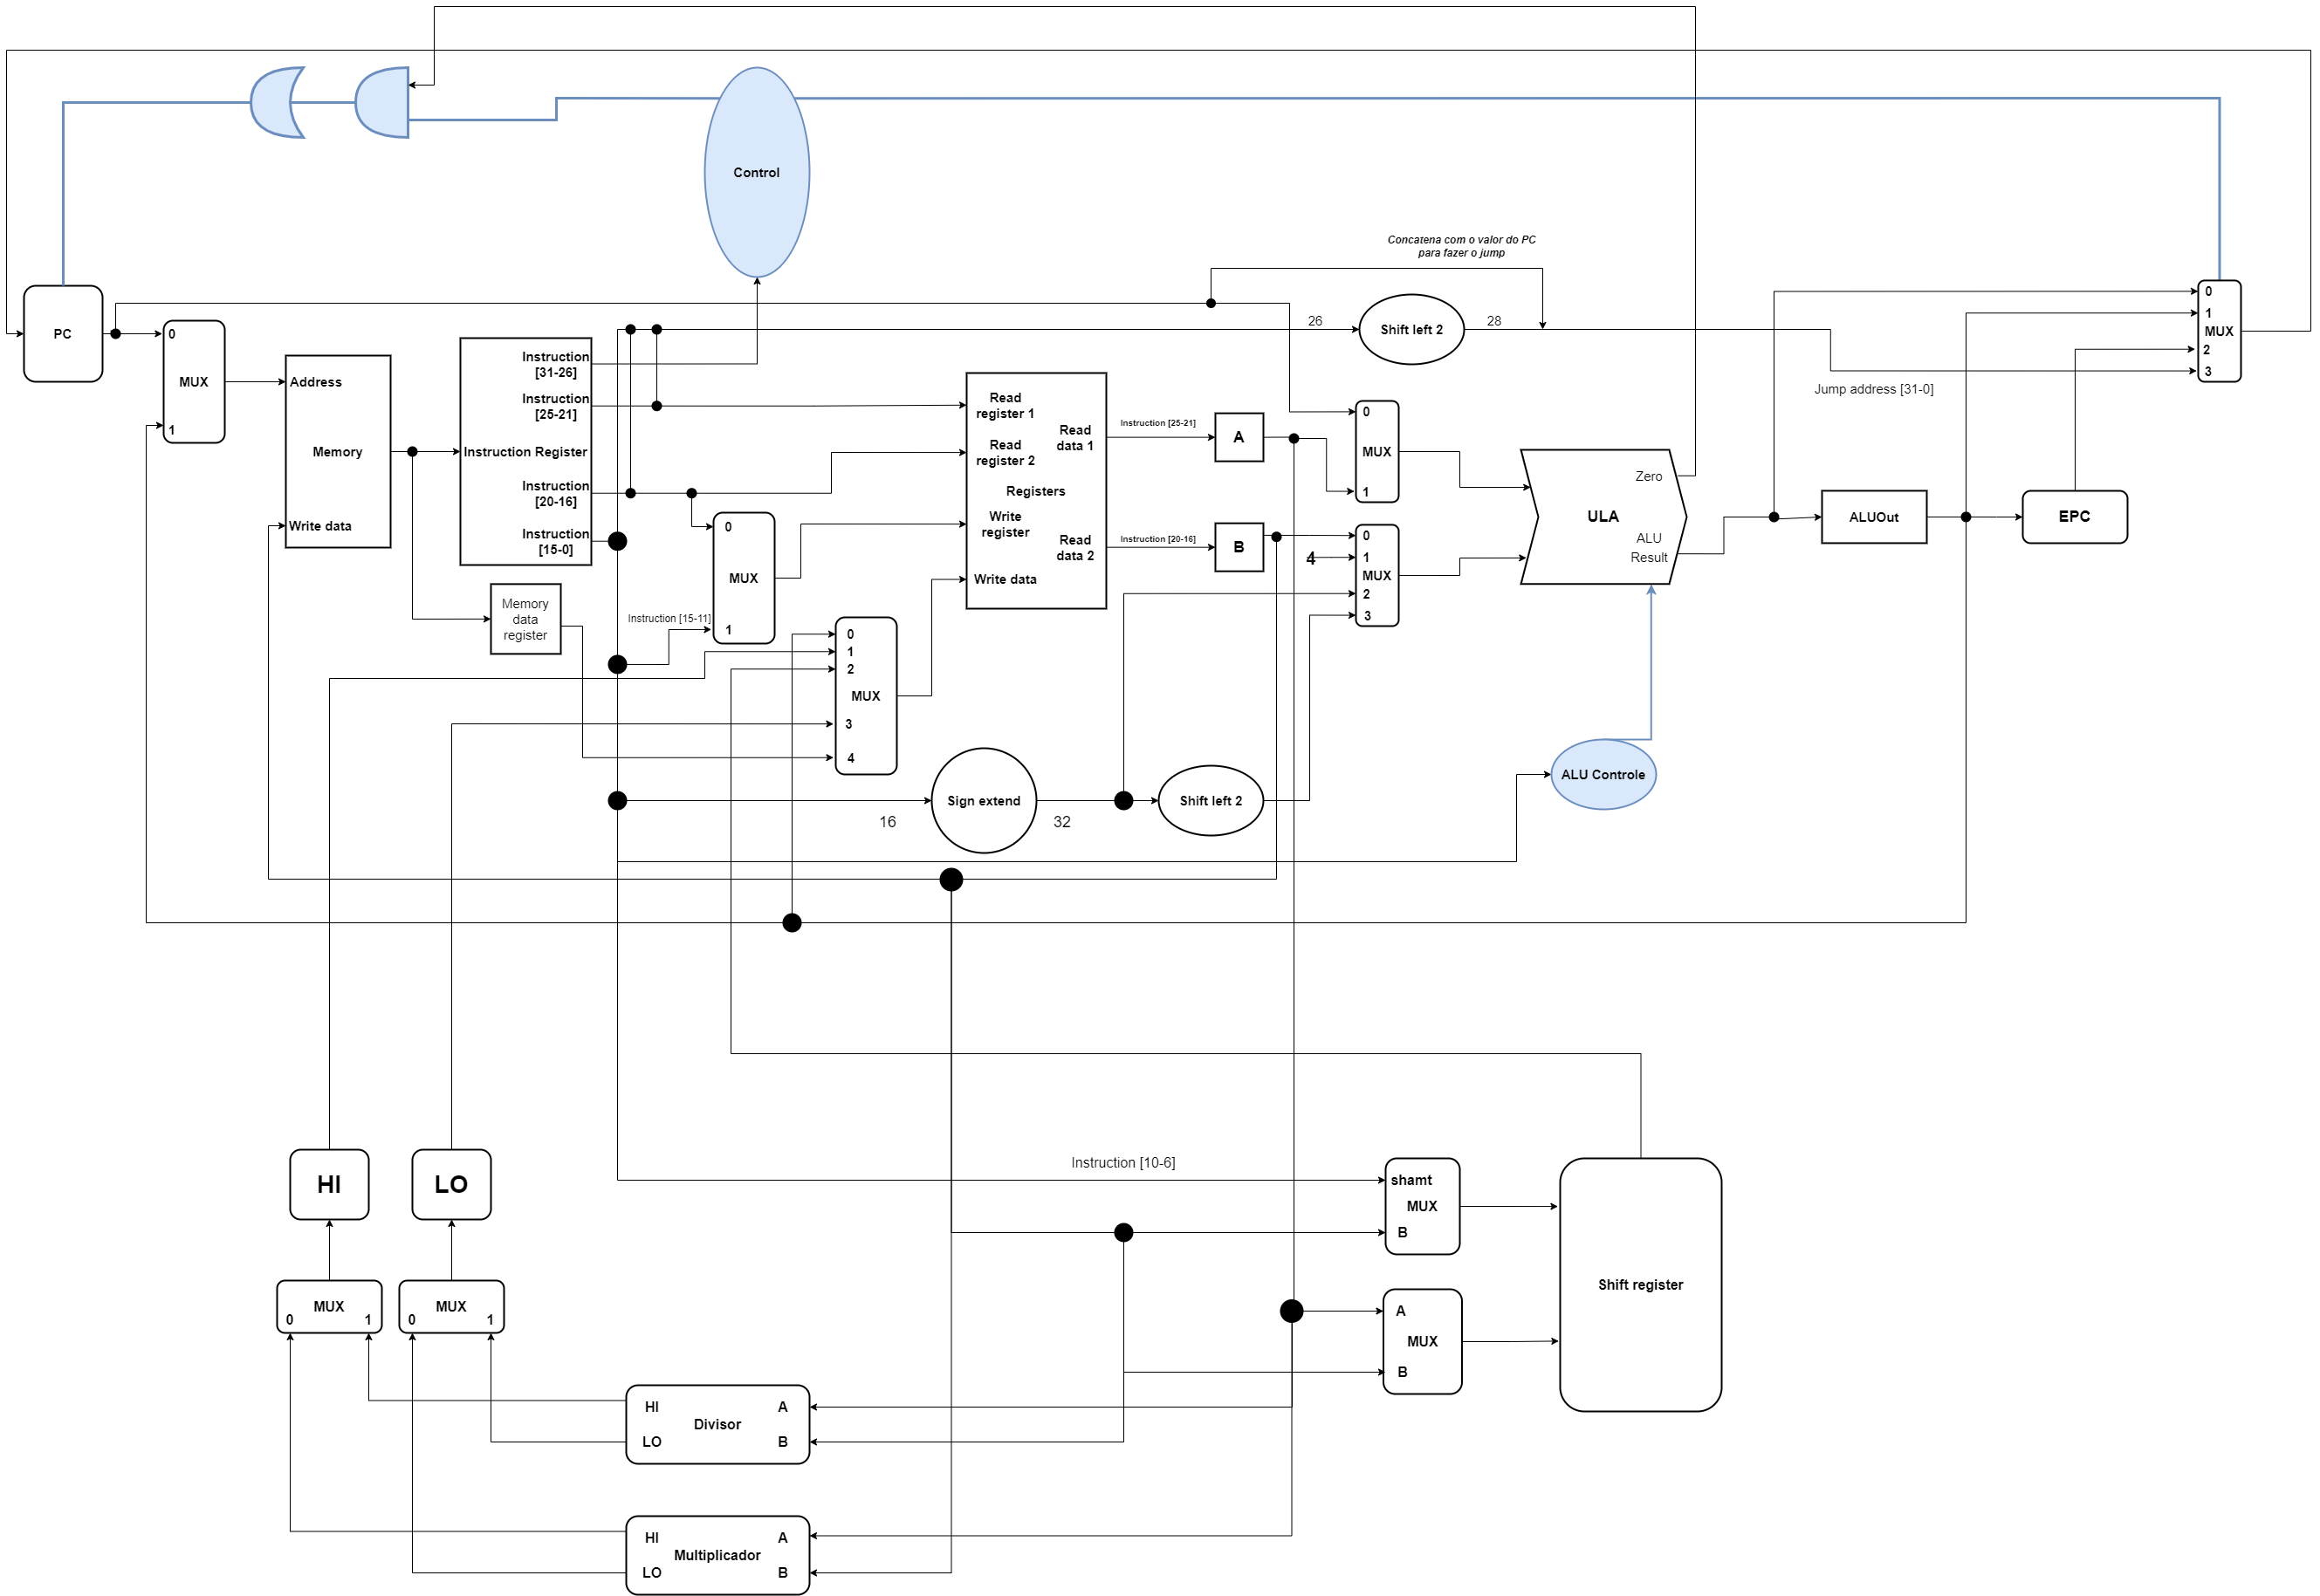 Control
Concatena com o valor do PC
para fazer o jump
PC
0
MUX
1
Address
Memory
Write data
Instruction
[31-26]
Instruction
[25-21]
Instruction Register
Instruction
[20-16]
Instruction
[15-0]
Memory
data
register
Instruction [15-11]
0
MUX
1
0
1
2
MUX
3
4
Read
register 1
Read
register 2
Registers
Write
register
Write data
Read
data 1
Read
data 2
Instruction [25-21]
Instruction [20-16]
A
B
26
Shift left 2
28
0
MUX
1
4
0
1
MUX
2
3
Zero
ULA
ALU
Result
ALUOut
EPC
0
1
MUX
2
3
Jump address [31-0]
ALU Controle
16
Sign extend
32
Shift left 2
HI
LO
MUX
0
1
MUX
0
1
Instruction [10-6]
shamt
MUX
B
A
MUX
B
Shift register
HI
A
Divisor
LO
B
HI
A
Multiplicador
LO
B